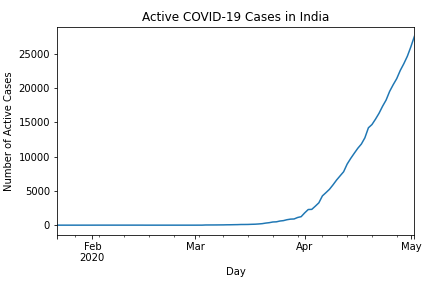 Active COVID-19 Cases in India
Number of Active Cases
25000
20000
15000
10000
5000
0
Feb
2020
Mar
Apr
May
Day